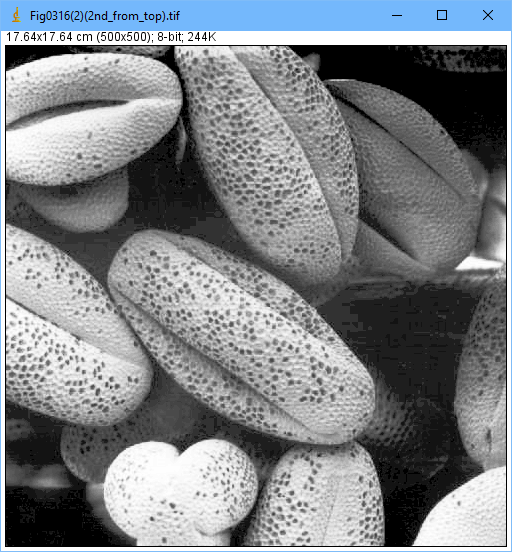 Fig0316(2)(2nd_from_top).tif
17.64x17.64 cm (500x500); 8-bit; 244K